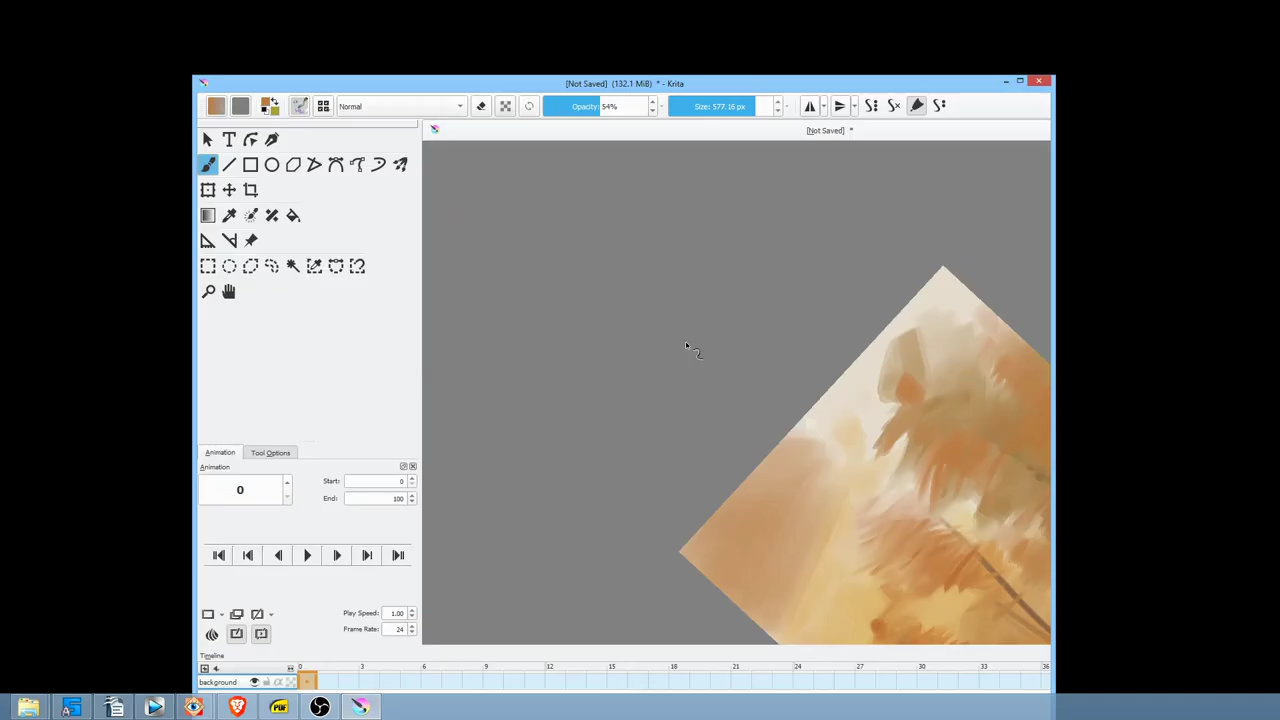 [Not Saved]  (132.1 MiB)  * - Krita
Normal
Opacity: 54%
Size: 577.16 px
[Not Saved]  *
Animation
Tool Options
Animation
0
Start: 0
End: 100
Play Speed: 1.00
Frame Rate: 24
Timeline
0 3 6 9 12 15 18 21 24 27 30 33 36
background
PDF